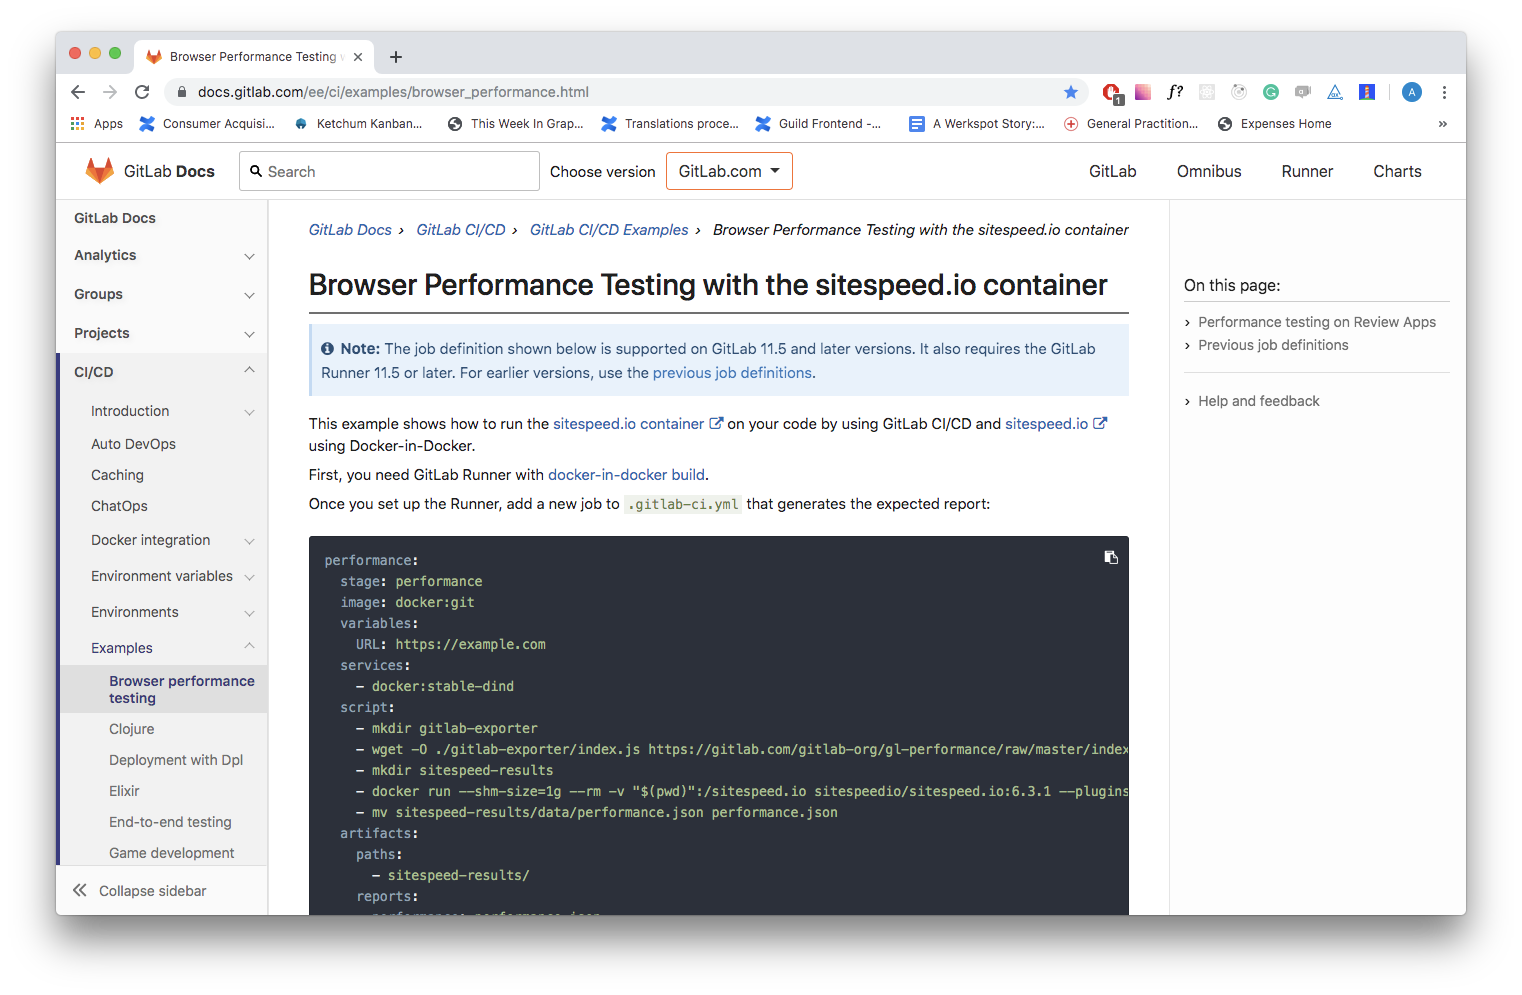 Browser Performance Testing
docs.gitlab.com/ee/ci/examples/browser_performance.html
1
f?
A
Apps
Consumer Acquisi...
Ketchum Kanban...
This Week In Grap...
Translations proce...
Guild Frontend -...
A Werkspot Story:...
General Practition...
Expenses Home
»
GitLab Docs
Search
Choose version
GitLab.com
GitLab
Omnibus
Runner
Charts
GitLab Docs
Analytics
Groups
Projects
CI/CD
Introduction
Auto DevOps
Caching
ChatOps
Docker integration
Environment variables
Environments
Examples
Browser performance
testing
Clojure
Deployment with Dpl
Elixir
End-to-end testing
Game development
Collapse sidebar
GitLab Docs › GitLab CI/CD › GitLab CI/CD Examples › Browser Performance Testing with the sitespeed.io container
Browser Performance Testing with the sitespeed.io container
Note: The job definition shown below is supported on GitLab 11.5 and later versions. It also requires the GitLab
Runner 11.5 or later. For earlier versions, use the previous job definitions.
This example shows how to run the sitespeed.io container on your code by using GitLab CI/CD and sitespeed.io
using Docker-in-Docker.
First, you need GitLab Runner with docker-in-docker build.
Once you set up the Runner, add a new job to .gitlab-ci.yml that generates the expected report:
performance:
stage: performance
image: docker:git
variables:
URL: https://example.com
services:
- docker:stable-dind
script:
- mkdir gitlab-exporter
- wget -O ./gitlab-exporter/index.js https://gitlab.com/gitlab-org/gl-performance/raw/master/index
- mkdir sitespeed-results
- docker run --shm-size=1g --rm -v "$(pwd)":/sitespeed.io sitespeedio/sitespeed.io:6.3.1 --plugins
- mv sitespeed-results/data/performance.json performance.json
artifacts:
paths:
- sitespeed-results/
reports:
performance: performance.json
On this page:
› Performance testing on Review Apps
› Previous job definitions
› Help and feedback